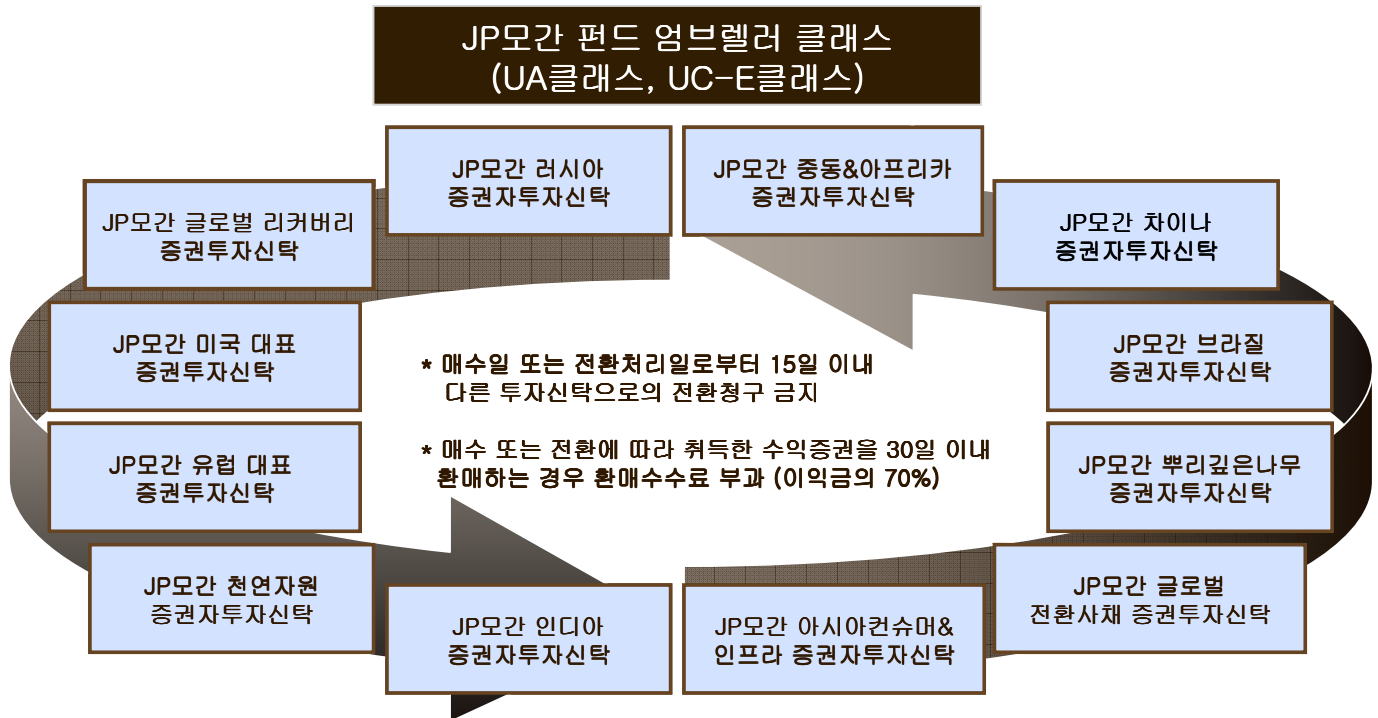 JP모간 펀드 엄브렐러 클래스
(UA클래스, UC-E클래스)
JP모간 러시아
증권자투자신탁
JP모간 중동&아프리카
증권자투자신탁
JP모간 글로벌 리커버리
증권투자신탁
JP모간 차이나
증권자투자신탁
JP모간 미국 대표
증권투자신탁
JP모간 브라질
증권자투자신탁
* 매수일 또는 전환처리일로부터 15일 이내
다른 투자신탁으로의 전환청구 금지
JP모간 유럽 대표
증권투자신탁
* 매수 또는 전환에 따라 취득한 수익증권을 30일 이내
환매하는 경우 환매수수료 부과 (이익금의 70%)
JP모간 뿌리깊은나무
증권자투자신탁
JP모간 천연자원
증권자투자신탁
JP모간 인디아
증권자투자신탁
JP모간 아시아컨슈머&
인프라 증권자투자신탁
JP모간 글로벌
전환사채 증권투자신탁